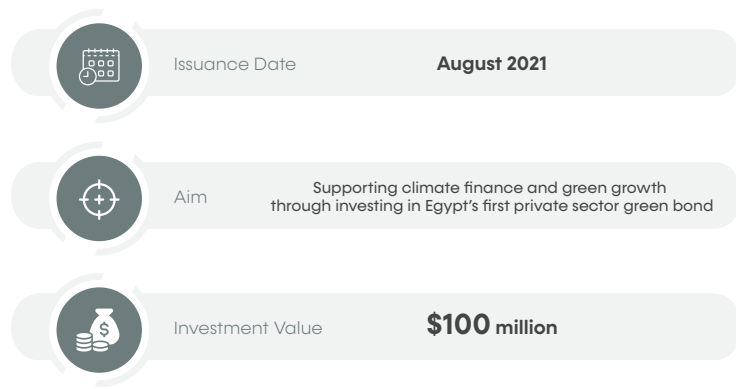 Issuance Date
August 2021
Aim
Supporting climate finance and green growth
through investing in Egypt's first private sector green bond
$
Investment Value
$100 million